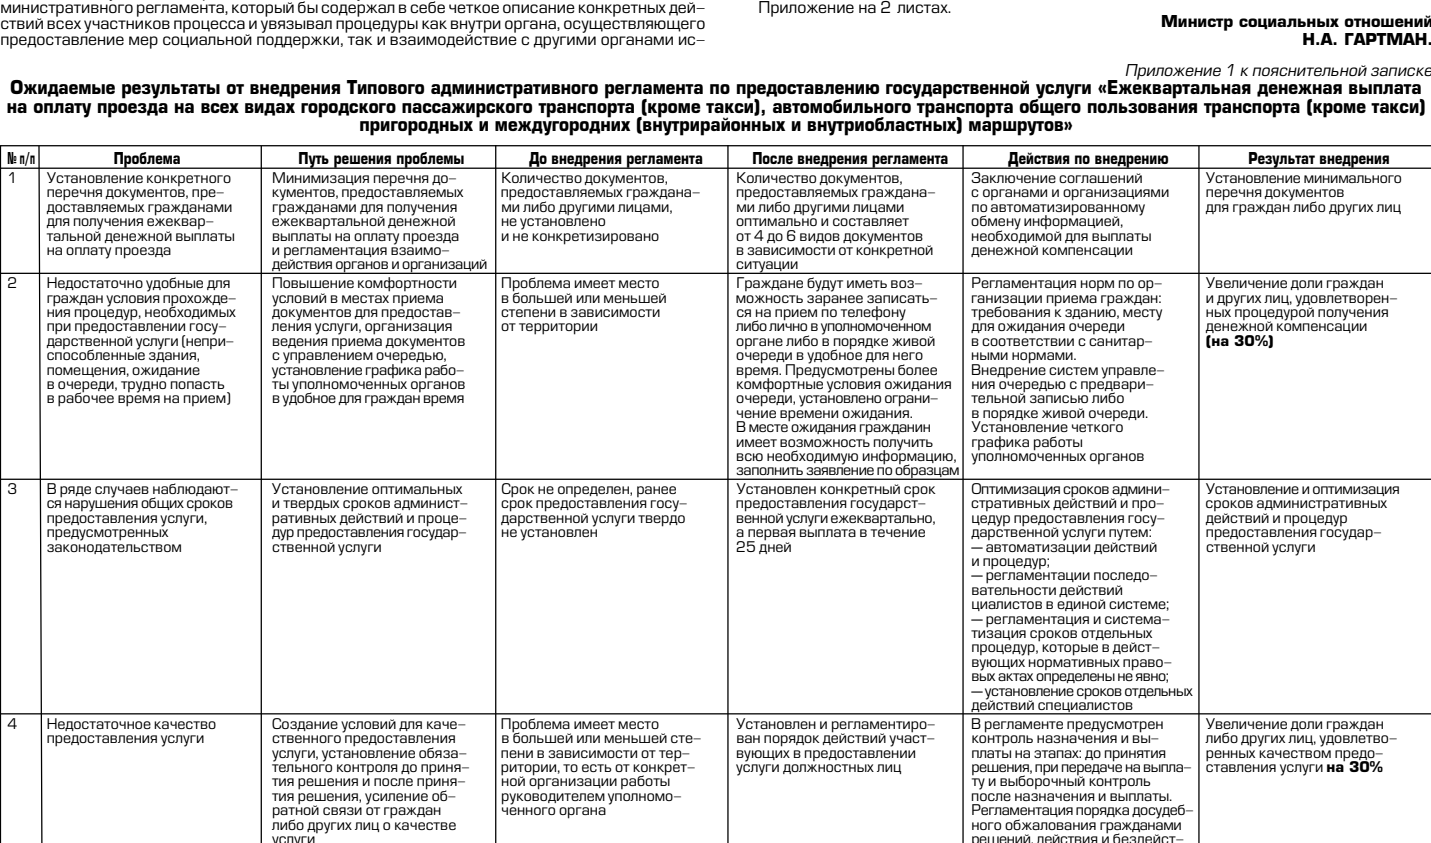 министративного регламента, который бы содержал в себе четкое описание конкретных дей–
ствий всех участников процесса и увязывал процедуры как внутри органа, осуществляющего
предоставление мер социальной поддержки, так и взаимодействие с другими органами ис–
Приложение на 2 листах.
Министр социальных отношений
Н.А. ГАРТМАН.
Приложение 1 к пояснительной записке
Ожидаемые результаты от внедрения Типового административного регламента по предоставлению государственной услуги «Ежеквартальная денежная выплата
на оплату проезда на всех видах городского пассажирского транспорта (кроме такси), автомобильного транспорта общего пользования транспорта (кроме такси)
пригородных и междугородних (внутрирайонных и внутриобластных) маршрутов»
№ п/п
Проблема
Путь решения проблемы
До внедрения регламента
После внедрения регламента
Действия по внедрению
Результат внедрения
1
Установление конкретного
перечня документов, пре–
доставляемых гражданами
для получения ежеквар–
тальной денежной выплаты
на оплату проезда
Минимизация перечня до–
кументов, предоставляемых
гражданами для получения
ежеквартальной денежной
выплаты на оплату проезда
и регламентация взаимо–
действия органов и организаций
Количество документов,
предоставляемых граждана–
ми либо другими лицами,
не установлено
и не конкретизировано
Количество документов,
предоставляемых граждана–
ми либо другими лицами
оптимально и составляет
от 4 до 6 видов документов
в зависимости от конкретной
ситуации
Заключение соглашений
с органами и организациями
по автоматизированному
обмену информацией,
необходимой для выплаты
денежной компенсации
Установление минимального
перечня документов
для граждан либо других лиц
2
Недостаточно удобные для
граждан условия прохожде–
ния процедур, необходимых
при предоставлении госу–
дарственной услуги (непри–
способленные здания,
помещения, ожидание
в очереди, трудно попасть
в рабочее время на прием)
Повышение комфортности
условий в местах приема
документов для предостав–
ления услуги, организация
ведения приема документов
с управлением очередью,
установление графика рабо–
ты уполномоченных органов
в удобное для граждан время
Проблема имеет место
в большей или меньшей
степени в зависимости
от территории
Граждане будут иметь воз–
можность заранее записать–
ся на прием по телефону
либо лично в уполномоченном
органе либо в порядке живой
очереди в удобное для него
время. Предусмотрены более
комфортные условия ожидания
очереди, установлено ограни–
чение времени ожидания.
В месте ожидания гражданин
имеет возможность получить
всю необходимую информацию,
заполнить заявление по образцам
Регламентация норм по ор–
ганизации приема граждан:
требования к зданию, месту
для ожидания очереди
в соответствии с санитар–
ными нормами.
Внедрение систем управле–
ния очередью с предвари–
тельной записью либо
в порядке живой очереди.
Установление четкого
графика работы
уполномоченных органов
Увеличение доли граждан
и других лиц, удовлетворен–
ных процедурой получения
денежной компенсации
(на 30%)
3
В ряде случаев наблюдают–
ся нарушения общих сроков
предоставления услуги,
предусмотренных
законодательством
Установление оптимальных
и твердых сроков админист–
ративных действий и проце–
дур предоставления государ–
ственной услуги
Срок не определен, ранее
срок предоставления госу–
дарственной услуги твердо
не установлен
Установлен конкретный срок
предоставления государст–
венной услуги ежеквартально,
а первая выплата в течение
25 дней
Оптимизация сроков админи–
стративных действий и про–
цедур предоставления госу–
дарственной услуги путем:
— автоматизации действий
и процедур;
— регламентации последо–
вательности действий
циалистов в единой системе;
— регламентация и система–
тизация сроков отдельных
процедур, которые в дейст–
вующих нормативных право–
вых актах определены не явно;
— установление сроков отдельных
действий специалистов
Установление и оптимизация
сроков административных
действий и процедур
предоставления государ–
ственной услуги
4
Недостаточное качество
предоставления услуги
Создание условий для каче–
ственного предоставления
услуги, установление обяза–
тельного контроля до приня–
тия решения и после приня–
тия решения, усиление об–
ратной связи от граждан
либо других лиц о качестве
услуги
Проблема имеет место
в большей или меньшей сте–
пени в зависимости от тер–
ритории, то есть от конкрет–
ной организации работы
руководителем уполномо–
ченного органа
Установлен и регламентиро–
ван порядок действий участ–
вующих в предоставлении
услуги должностных лиц
В регламенте предусмотрен
контроль назначения и вы–
платы на этапах: до принятия
решения, при передаче на выпла–
ту и выборочный контроль
после назначения и выплаты.
Регламентация порядка досудеб–
ного обжалования гражданами
решений, действия и бездейст–
Увеличение доли граждан
либо других лиц, удовлетво–
ренных качеством предо–
ставления услуги на 30%